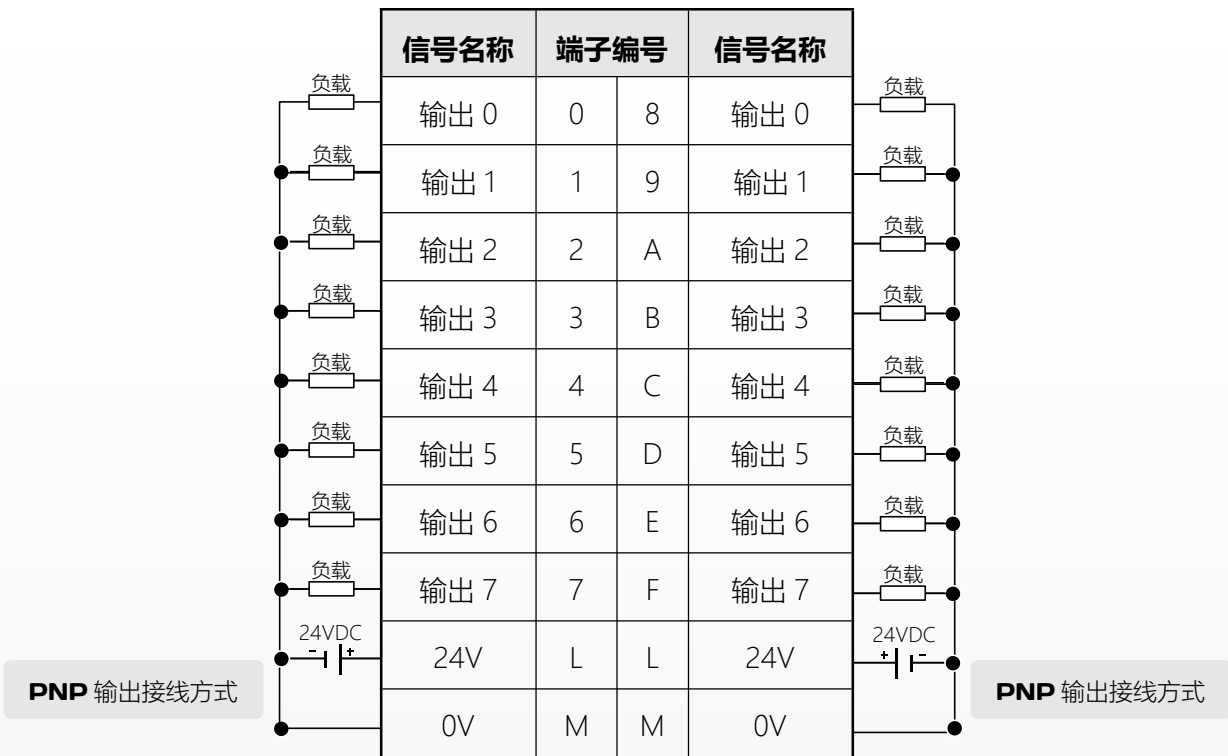 信号名称 端子编号 信号名称
负载 输出 0 0 8 输出 0 负载
负载 输出 1 1 9 输出 1 负载
负载 输出 2 2 A 输出 2 负载
负载 输出 3 3 B 输出 3 负载
负载 输出 4 4 C 输出 4 负载
负载 输出 5 5 D 输出 5 负载
负载 输出 6 6 E 输出 6 负载
负载 输出 7 7 F 输出 7 负载
24VDC 24VDC
- + 24V L L 24V + -
PNP 输出接线方式 PNP 输出接线方式
0V M M 0V